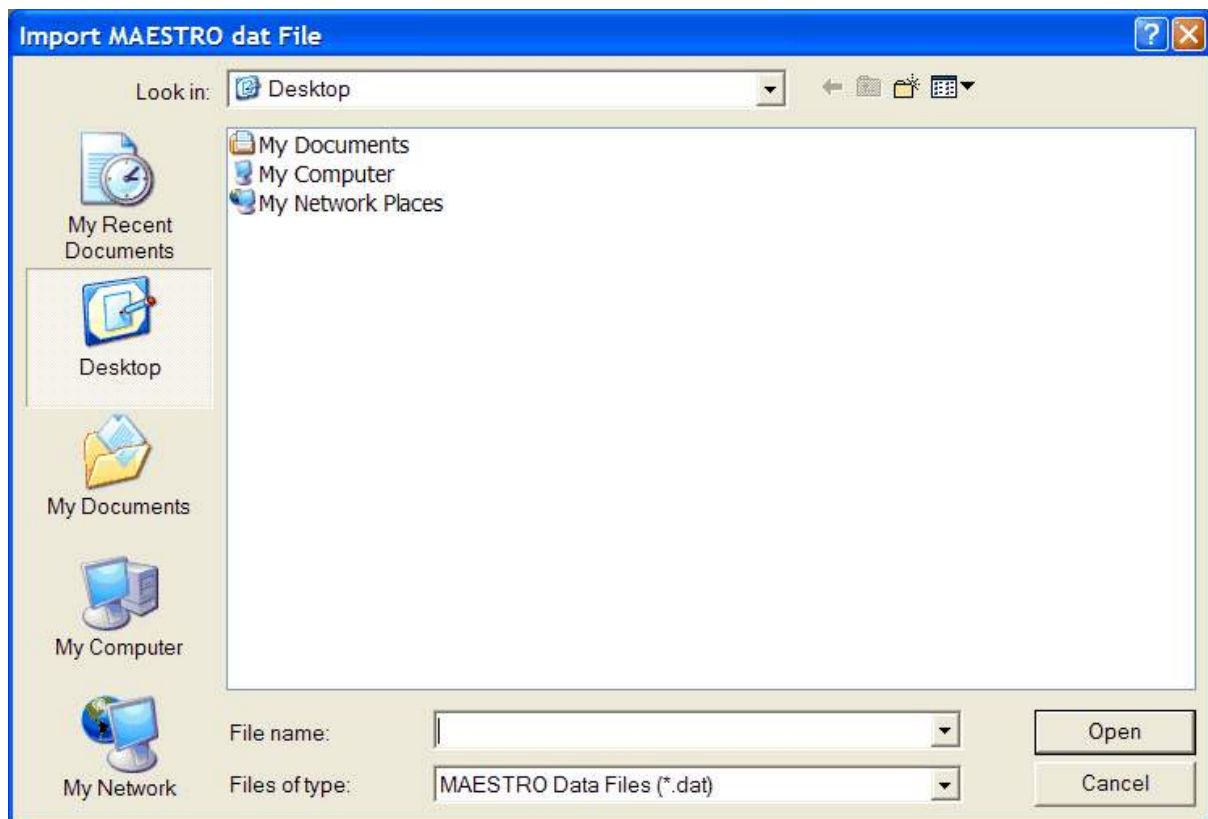 Import MAESTRO dat File
Look in:
Desktop
My Recent
Documents
Desktop
My Documents
My Computer
My Network
My Documents
My Computer
My Network Places
File name:
Open
Files of type:
MAESTRO Data Files (*.dat)
Cancel